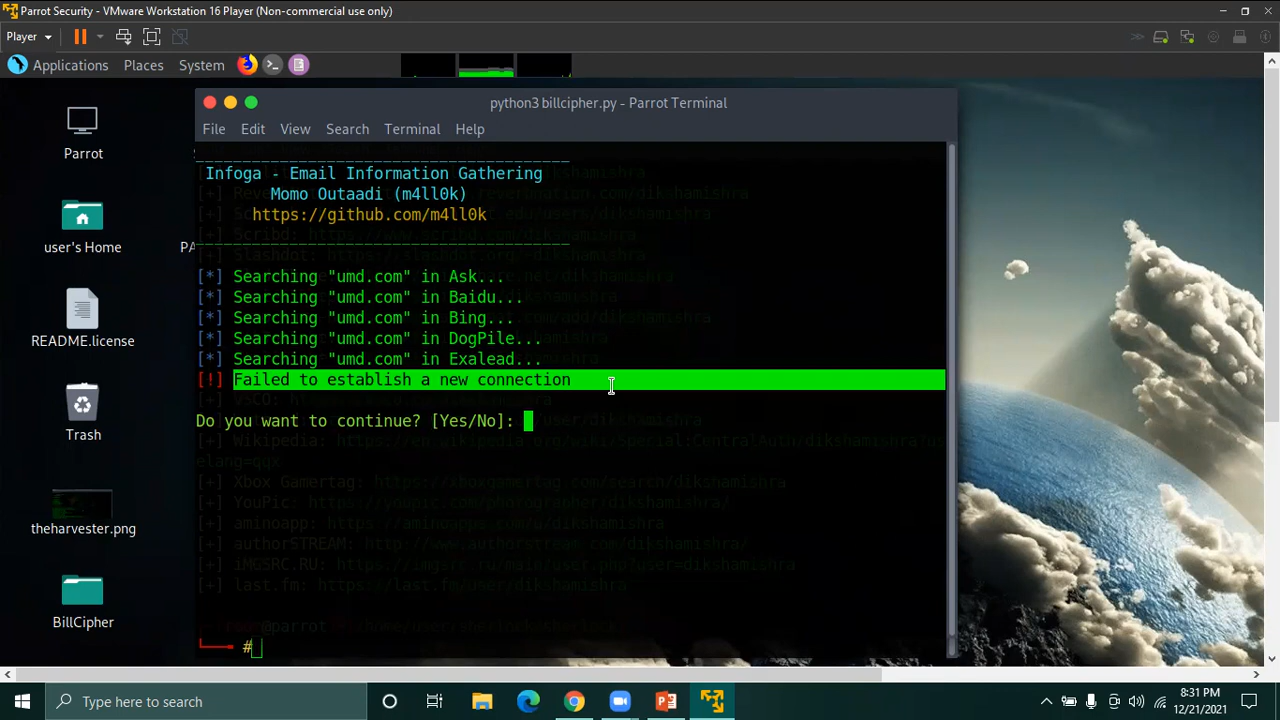 Parrot Security - VMware Workstation 16 Player (Non-commercial use only)
Player
Applications Places System
python3 billcipher.py - Parrot Terminal
File Edit View Search Terminal Help
Parrot
user's Home
README.license
Trash
theharvester.png
BillCipher
Infoga - Email Information Gathering
Momo Outaadi (m4ll0k)
https://github.com/m4ll0k
[*] Searching "umd.com" in Ask...
[*] Searching "umd.com" in Baidu...
[*] Searching "umd.com" in Bing...
[*] Searching "umd.com" in DogPile...
[*] Searching "umd.com" in Exalead...
[!] Failed to establish a new connection
Do you want to continue? [Yes/No]:
[+] Wikipedia: https://en.wikipedia.org/wiki/Special:CentralAuth/dikshamishra?us
elang=qqx
[+] Xbox Gamertag: https://xboxgamertag.com/search/dikshamishra
[+] YouPic: https://youpic.com/photographer/dikshamishra/
[+] aminoapp: https://aminoapps.com/u/dikshamishra
[+] authorSTREAM: http://www.authorstream.com/dikshamishra/
[+] iMGSRC.RU: https://imgsrc.ru/main/user.php?user=dikshamishra
[+] last.fm: https://last.fm/user/dikshamishra
#
Type here to search
8:31 PM
12/21/2021